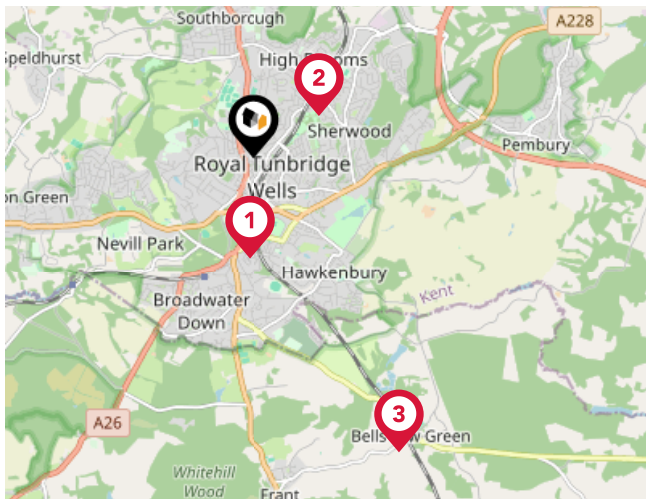 Southborough
A228
Speldhurst
High Brooms
2
Sherwood
Pembury
Royal Tunbridge
Wells
on Green
1
Nevill Park
Hawkenbury
Kent
Broadwater
Down
3
A26
Bells Yew Green
Whitehill
Wood
Frant